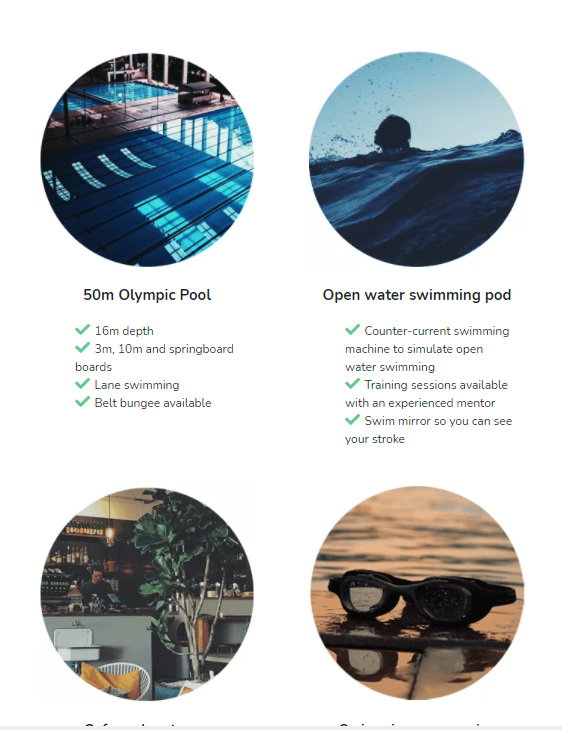 50m Olympic Pool
16m depth
3m, 10m and springboard
boards
Lane swimming
Belt bungee available
Open water swimming pod
Counter-current swimming
machine to simulate open
water swimming
Training sessions available
with an experienced mentor
Swim mirror so you can see
your stroke